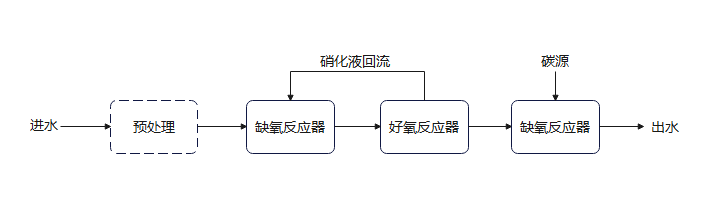 硝化液回流
碳源
进水
预处理
缺氧反应器
好氧反应器
缺氧反应器
出水